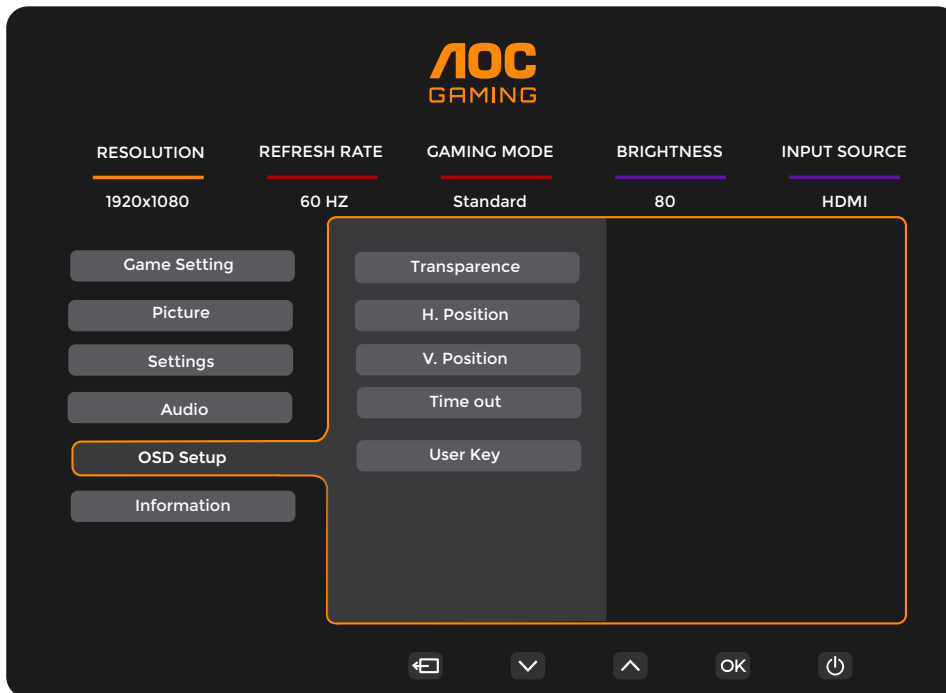 AOC
GAMING
RESOLUTION REFRESH RATE GAMING MODE BRIGHTNESS INPUT SOURCE
1920x1080 60 HZ Standard 80 HDMI
Game Setting
Picture
Settings
Audio
OSD Setup
Information
Transparence
H. Position
V. Position
Time out
User Key
OK